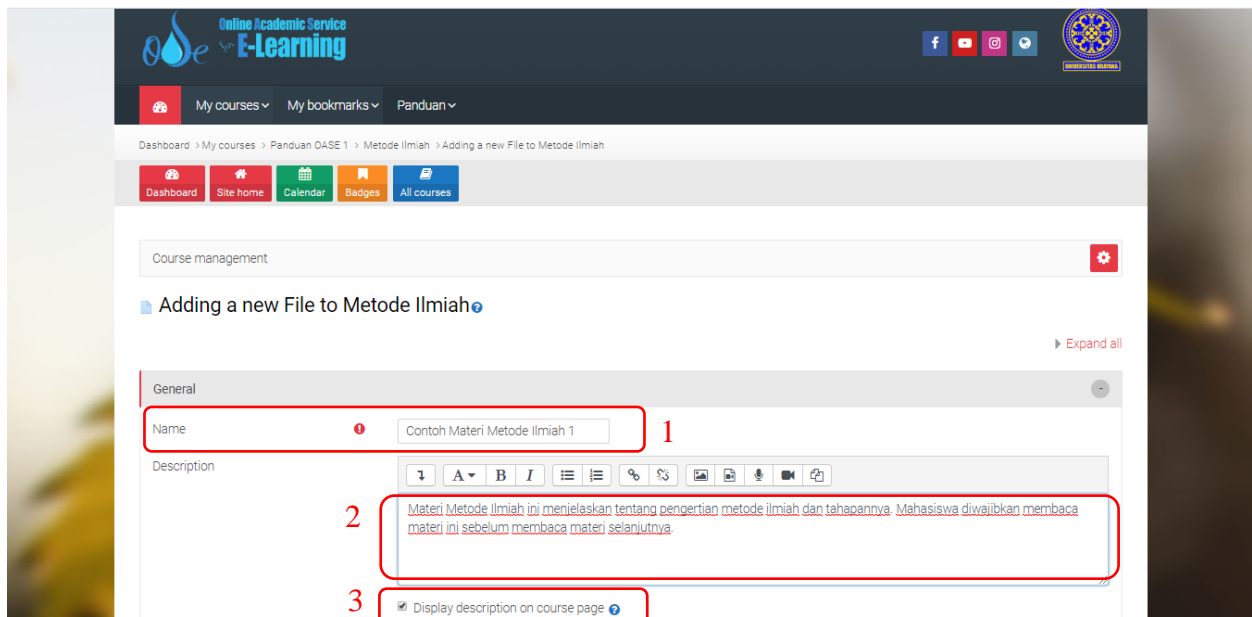 Online Academic Service
for E-Learning
UNIVERSITAS UDAYANA
My courses My bookmarks Panduan
Dashboard > My courses > Panduan OASE 1 > Metode Ilmiah > Adding a new File to Metode Ilmiah
Dashboard Site home Calendar Badges All courses
Course management
Adding a new File to Metode Ilmiah
Expand all
General
Name Contoh Materi Metode Ilmiah 1 1
Description
A B I
2 Materi Metode Ilmiah ini menjelaskan tentang pengertian metode ilmiah dan tahapannya. Mahasiswa diwajibkan membaca
materi ini sebelum membaca materi selanjutnya.
3 Display description on course page